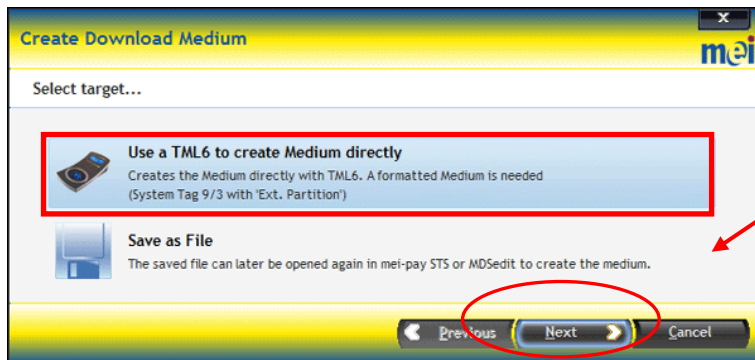 x
Create Download Medium
mei
Select target...
Use a TML6 to create Medium directly
Creates the Medium directly with TML6. A formatted Medium is needed
(System Tag 9/3 with 'Ext. Partition')
Save as File
The saved file can later be opened again in mei-pay STS or MDSedit to create the medium.
Previous Next Cancel